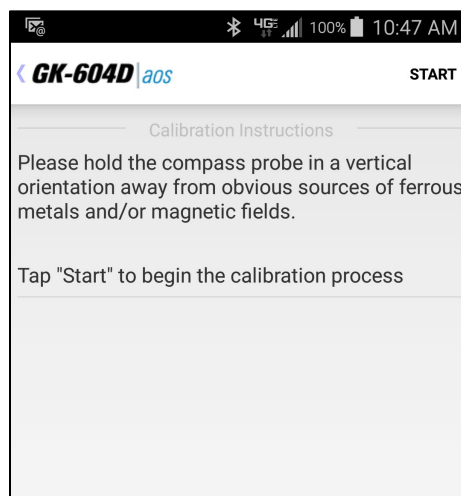 4G LTE 100% 10:47 AM
GK-604D aos START
Calibration Instructions
Please hold the compass probe in a vertical
orientation away from obvious sources of ferrous
metals and/or magnetic fields.
Tap "Start" to begin the calibration process